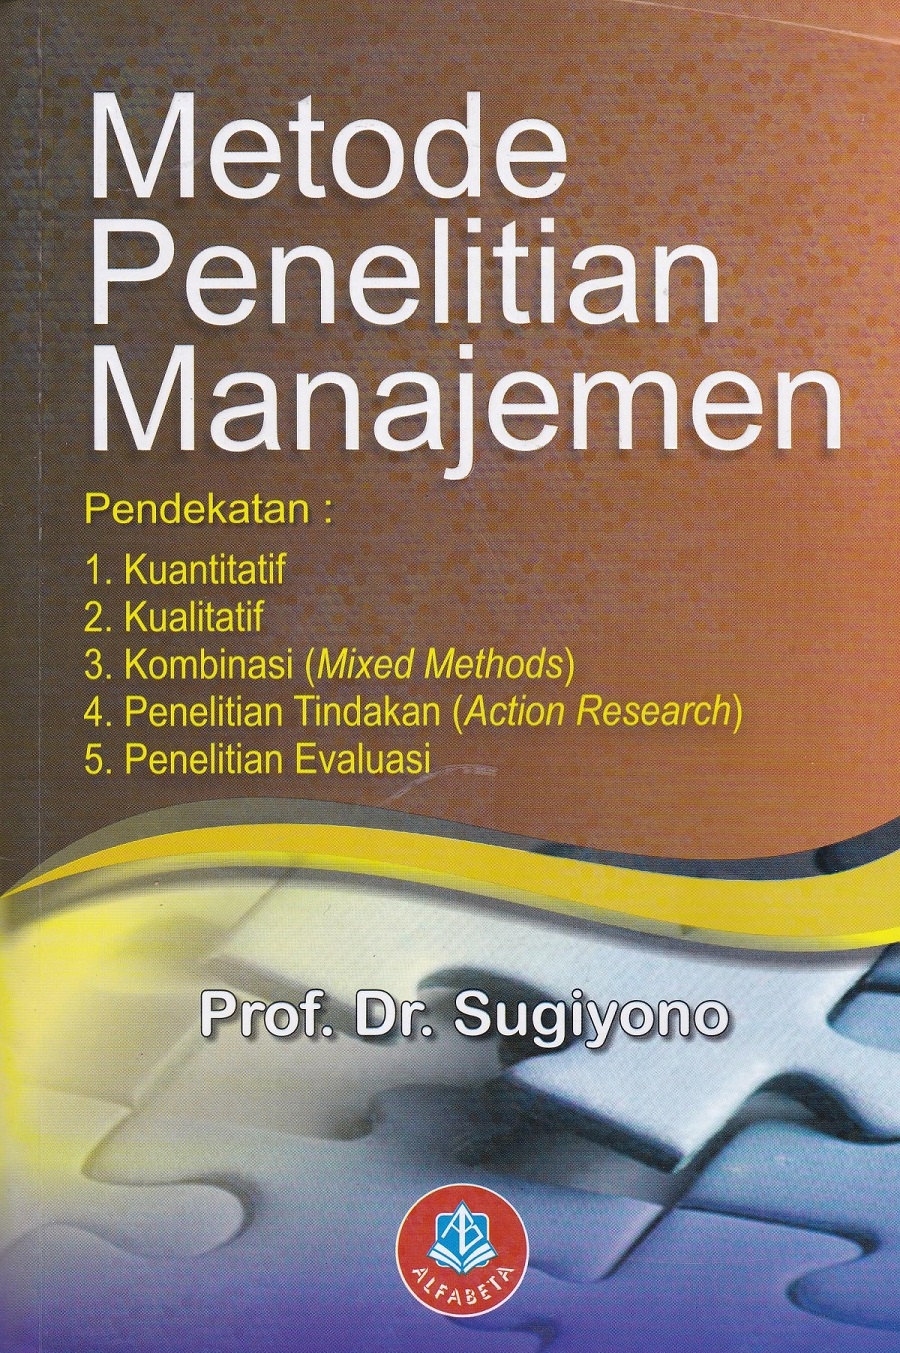 Metode
Penelitian
Manajemen
Pendekatan :
1. Kuantitatif
2. Kualitatif
3. Kombinasi (Mixed Methods)
4. Penelitian Tindakan (Action Research)
5. Penelitian Evaluasi
Prof. Dr. Sugiyono
AB
ALFABETA